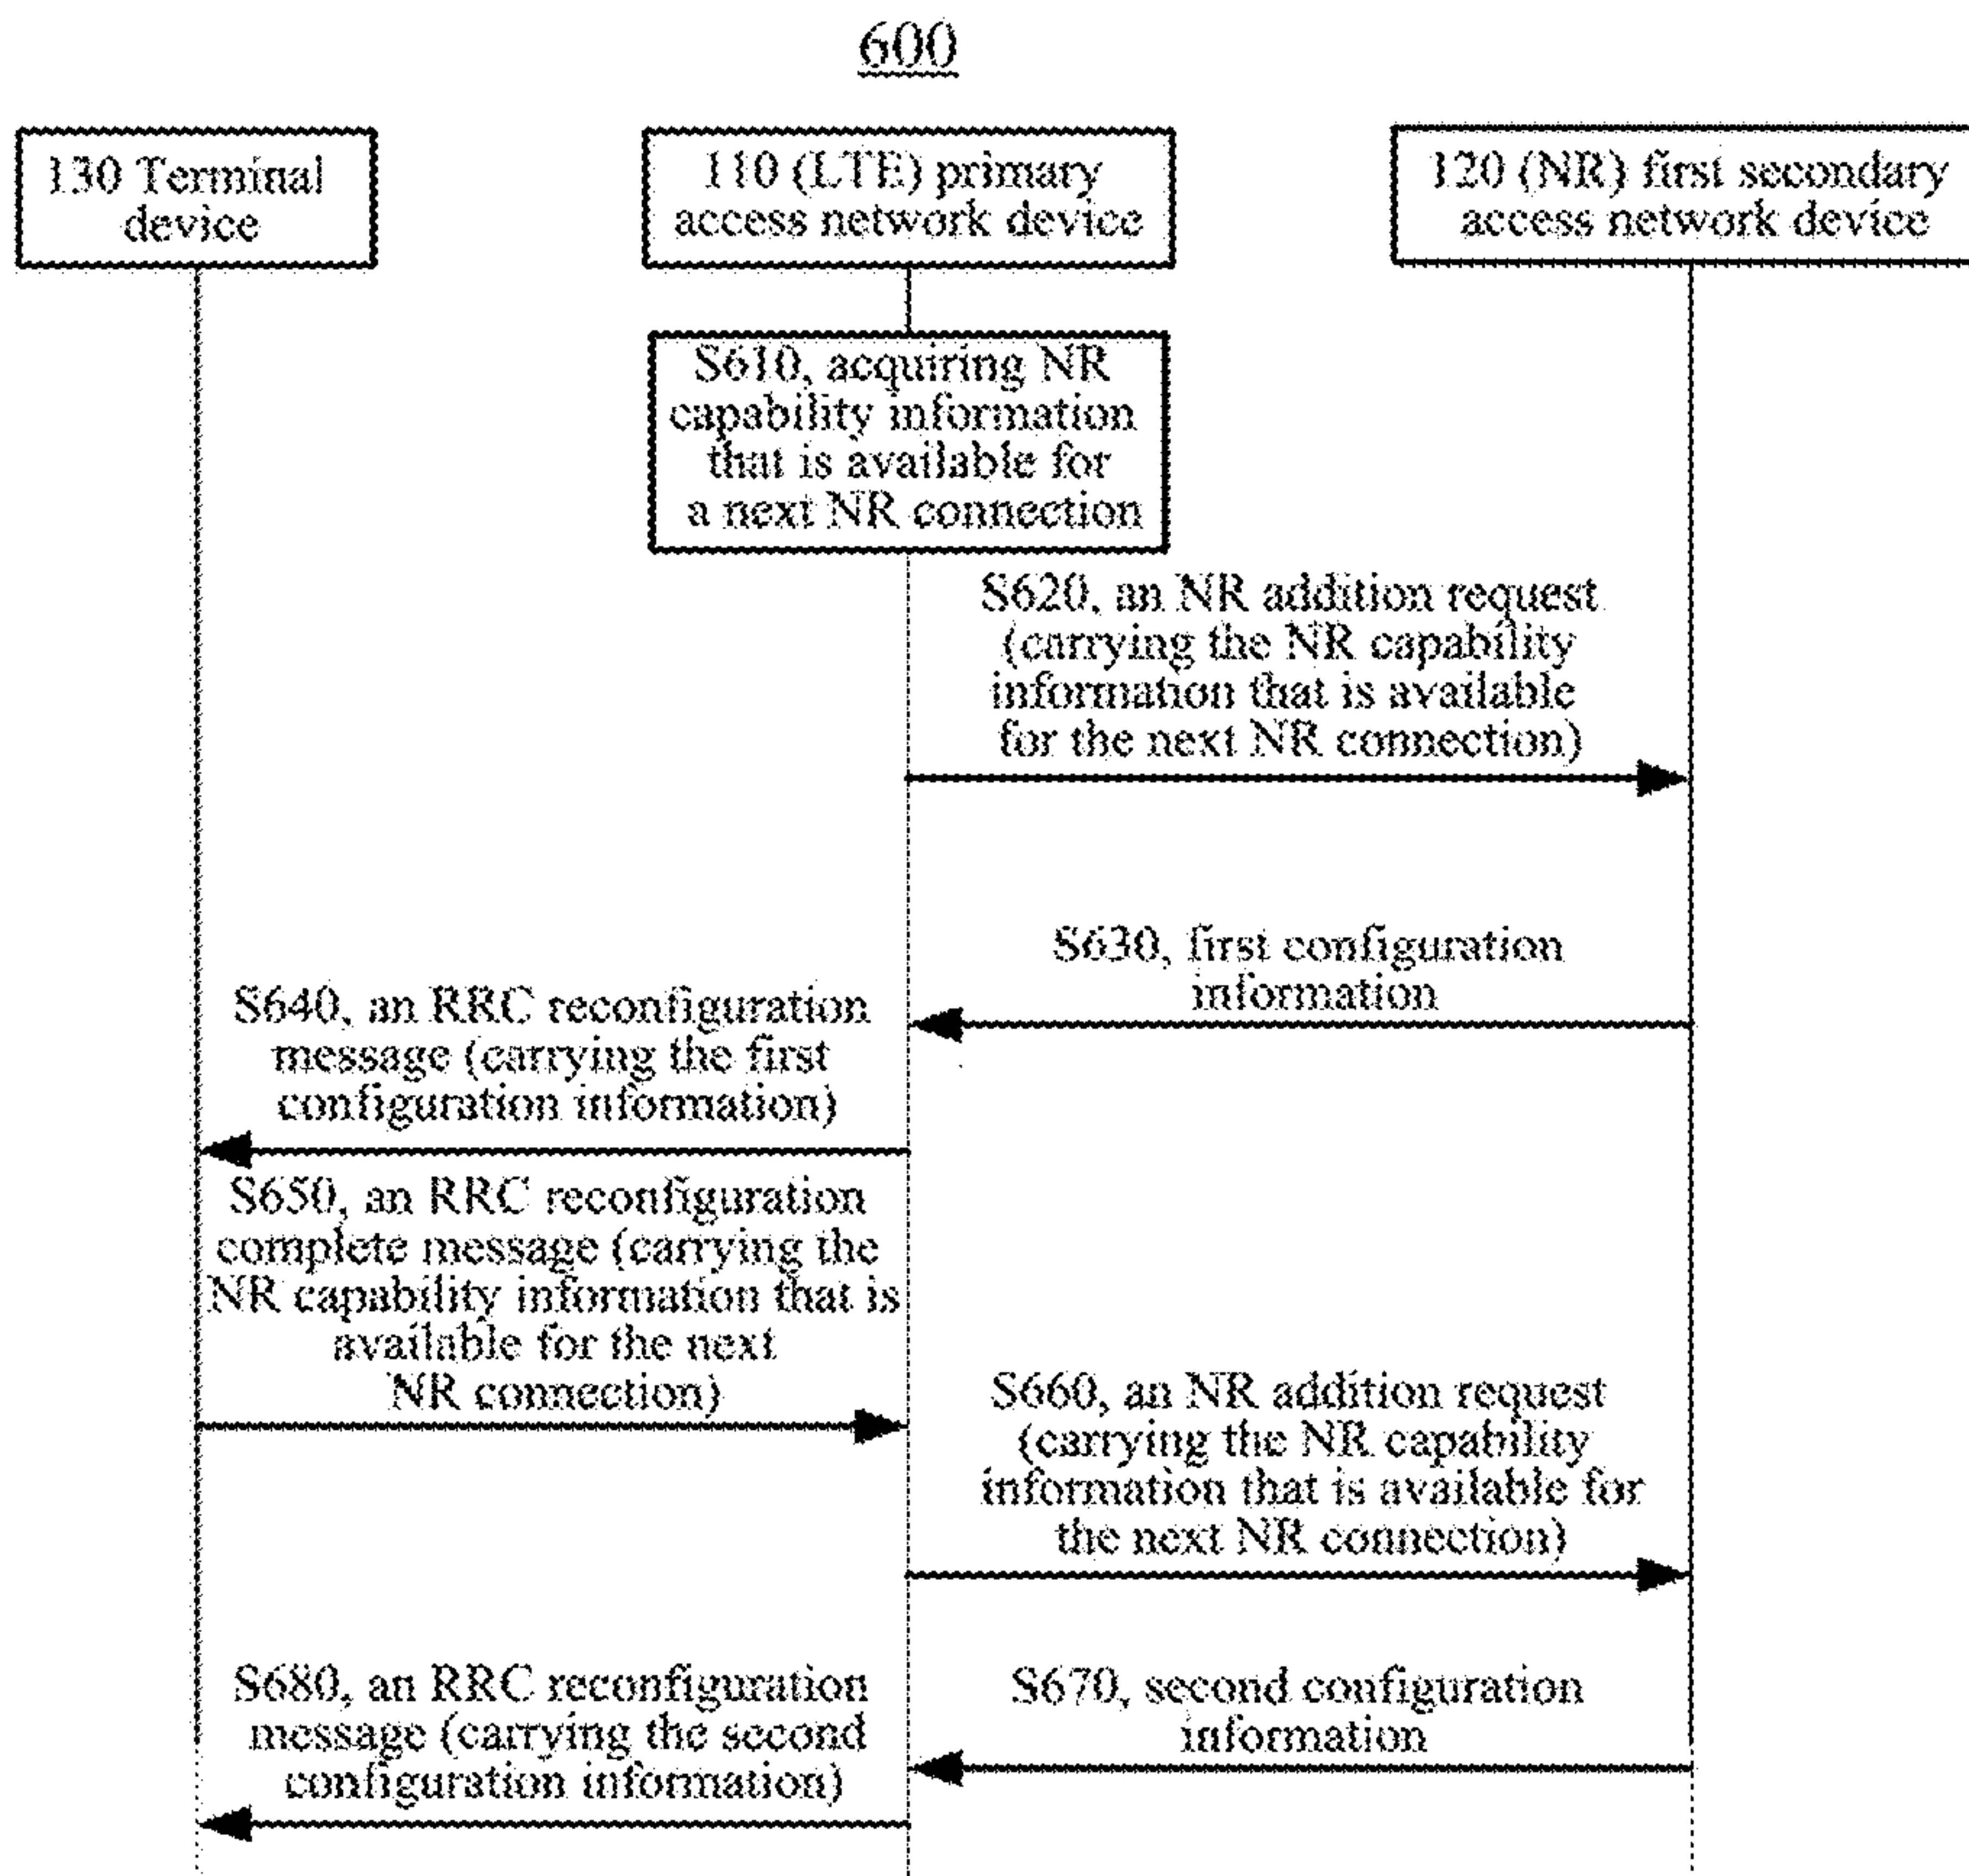 600
130 Terminal
device
110 (LTE) primary
access network device
120 (NR) first secondary
access network device
S610, acquiring NR
capability information
that is available for
a next NR connection
S620, an NR addition request
(carrying the NR capability
information that is available
for the next NR connection)
S630, first configuration
information
S640, an RRC reconfiguration
message (carrying the first
configuration information)
S650, an RRC reconfiguration
complete message (carrying the
NR capability information that is
available for the next
NR connection)
S660, an NR addition request
(carrying the NR capability
information that is available for
the next NR connection)
S670, second configuration
information
S680, an RRC reconfiguration
message (carrying the second
configuration information)